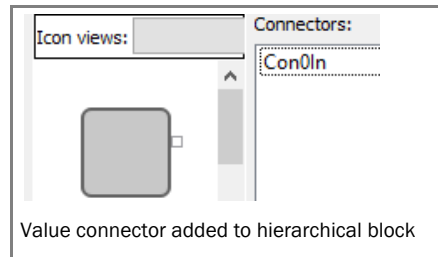 Icon views:
Connectors:
Con0In
Value connector added to hierarchical block